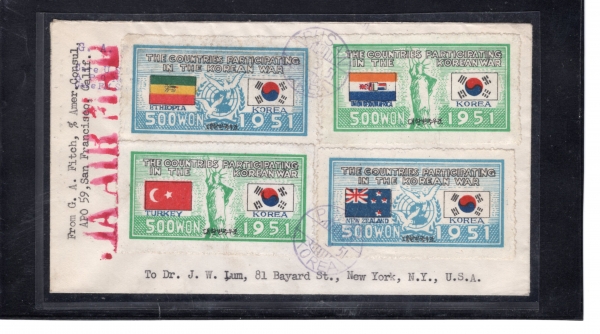 From G. A. Fitch, % Amer.Consul,
APO 59,San Francisco, Calif.
VIA AIR MAIL
THE COUNTRIES PARTICIPATING
IN THE KOREAN WAR
ETHIOPIA
KOREA
500WON
1951
THE COUNTRIES PARTICIPATING
IN THE KOREAN WAR
KOREA
500WON
1951
THE COUNTRIES PARTICIPATING
IN THE KOREAN WAR
TURKEY
KOREA
500WON
1951
THE COUNTRIES PARTICIPATING
IN THE KOREAN WAR
NEW ZEALAND
KOREA
500WON
1951
To Dr. J. W. Lum, 81 Bayard St., New York, N.Y., U.S.A.